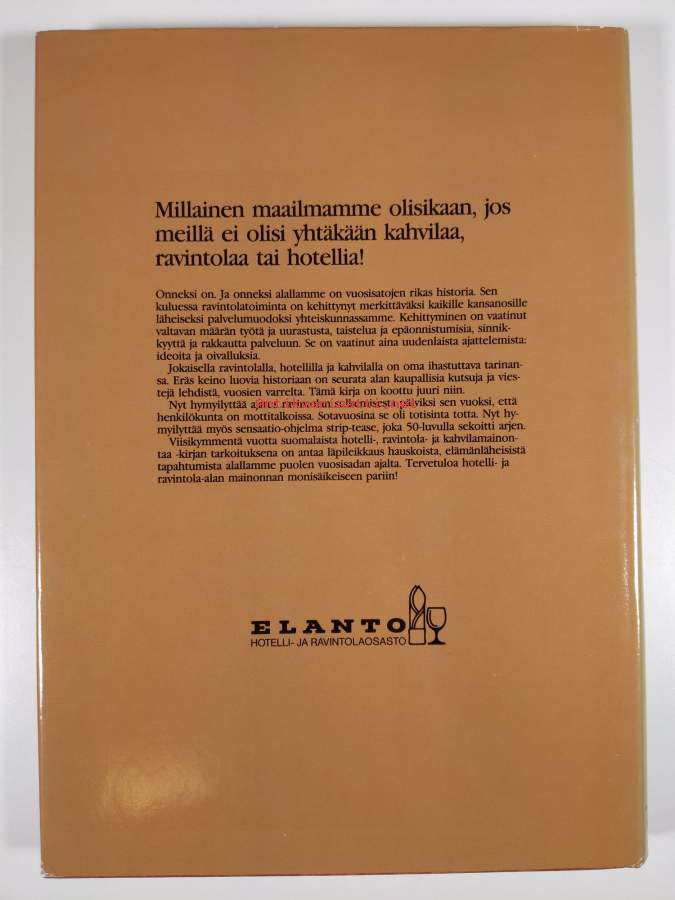 Millainen maailmamme olisikaan, jos
meillä ei olisi yhtäkään kahvilaa,
ravintolaa tai hotellia!
Onneksi on. Ja onneksi alallamme on vuosisatojen rikas historia. Sen
kuluessa ravintolatoiminta on kehittynyt merkittäväksi kaikille kansanosille
läheiseksi palvelumuodoksi yhteiskunnassamme. Kehittyminen on vaatinut
valtavan määrän työtä ja uurastusta, taistelua ja epäonnistumisia, sinnik-
kyyttä ja rakkautta palveluun. Se on vaatinut aina uudenlaista ajattelemista:
ideoita ja oivalluksia.
Jokaisella ravintolalla, hotellilla ja kahvilalla on oma ihastuttava tarinan-
sa. Eräs keino luovia historiaan on seurata alan kaupallisia kutsuja ja vies-
tejä lehdistä, vuosien varrelta. Tämä kirja on koottu juuri niin.
Nyt hymyilyttää ajatus ravintolan sulkemisesta päiväksi sen vuoksi, että
henkilökunta on mottitalkoissa. Sotavuosina se oli totisinta totta. Nyt hy-
myilyttää myös sensaatio-ohjelma strip-tease, joka 50-luvulla sekoitti arjen.
Viisikymmentä vuotta suomalaista hotelli-, ravintola- ja kahvilamainon-
taa -kirjan tarkoituksena on antaa läpileikkaus hauskoista, elämänläheisistä
tapahtumista alallamme puolen vuosisadan ajalta. Tervetuloa hotelli- ja
ravintola-alan mainonnan monisäikeiseen pariin!
ELANTO
HOTELLI- JA RAVINTOLAOSASTO